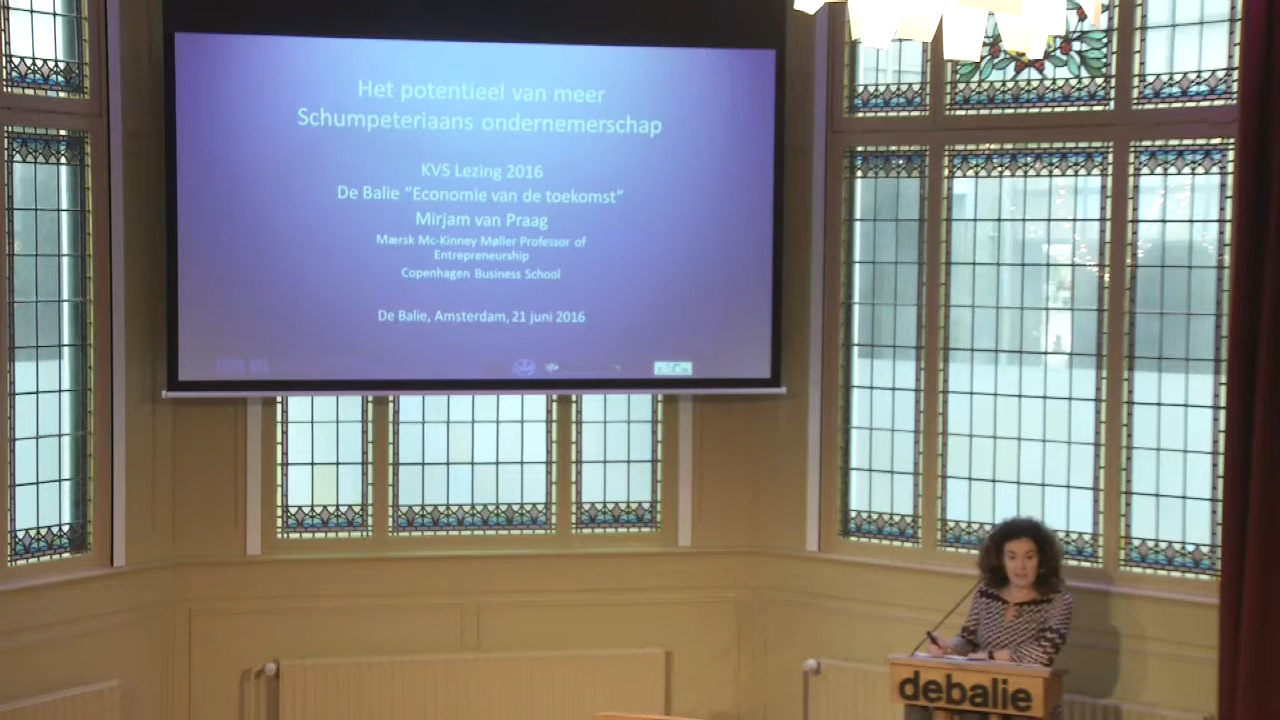 Het potentieel van meer
Schumpeteriaans ondernemerschap
KVS Lezing 2016
De Balie "Economie van de toekomst"
Mirjam van Praag
Mærsk Mc-Kinney Møller Professor of
Entrepreneurship
Copenhagen Business School
De Balie, Amsterdam, 21 juni 2016
debalie